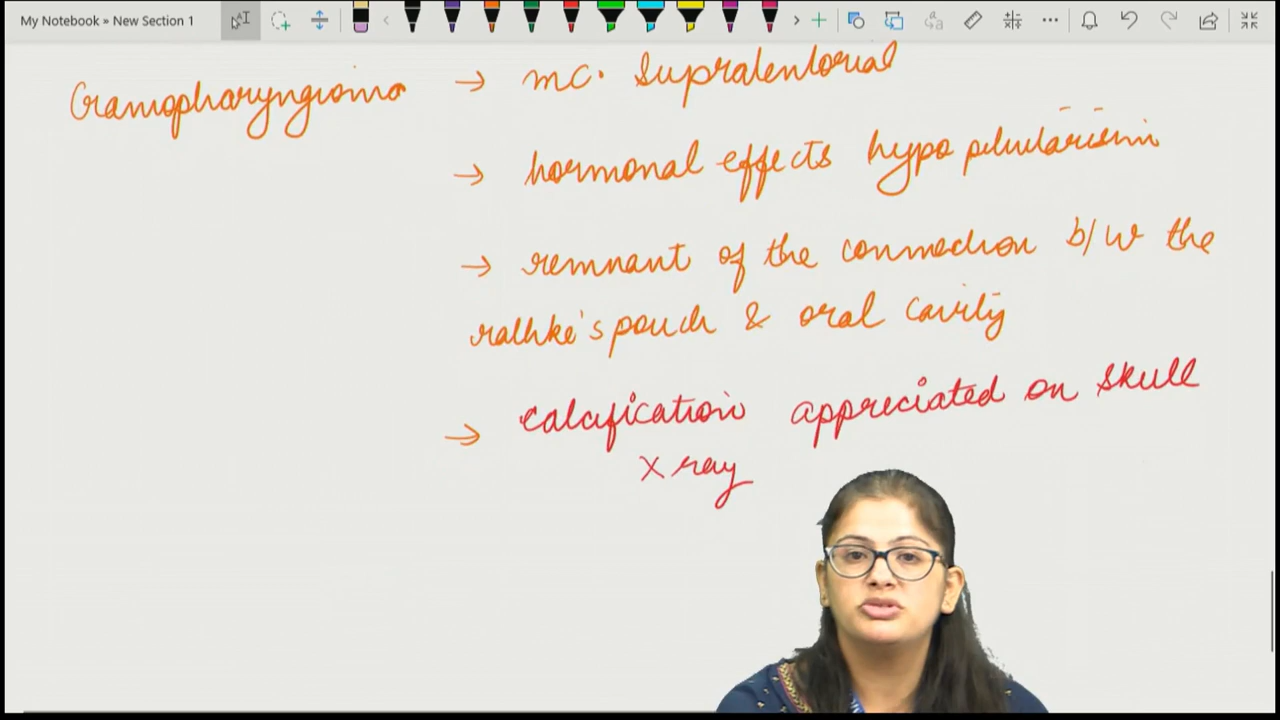 My Notebook » New Section 1
Craniopharyngioma → mc. Supratentorial
→ hormonal effects hypopituitarism
→ remnant of the connection b/w the
rathke's pouch & oral cavity
→ calcification appreciated on skull
X ray